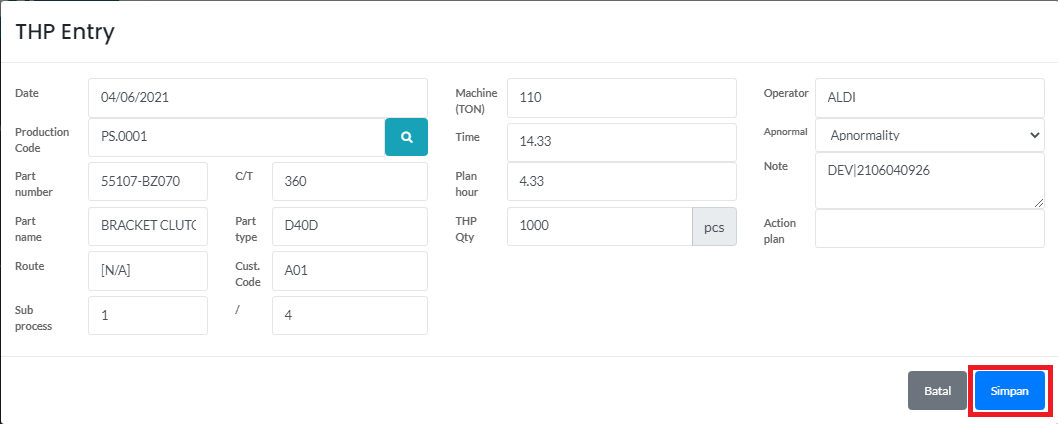 THP Entry
Date
04/06/2021
Production
Code
PS.0001
Part
number
55107-BZ070
C/T
360
Part
name
BRACKET CLUTC
Part
type
D40D
Route
[N/A]
Cust.
Code
A01
Sub
process
1
/
4
Machine
(TON)
110
Time
14.33
Plan
hour
4.33
THP
Qty
1000
pcs
Operator
ALDI
Apnormal
Apnormality
Note
DEV|2106040926
Action
plan
Batal
Simpan